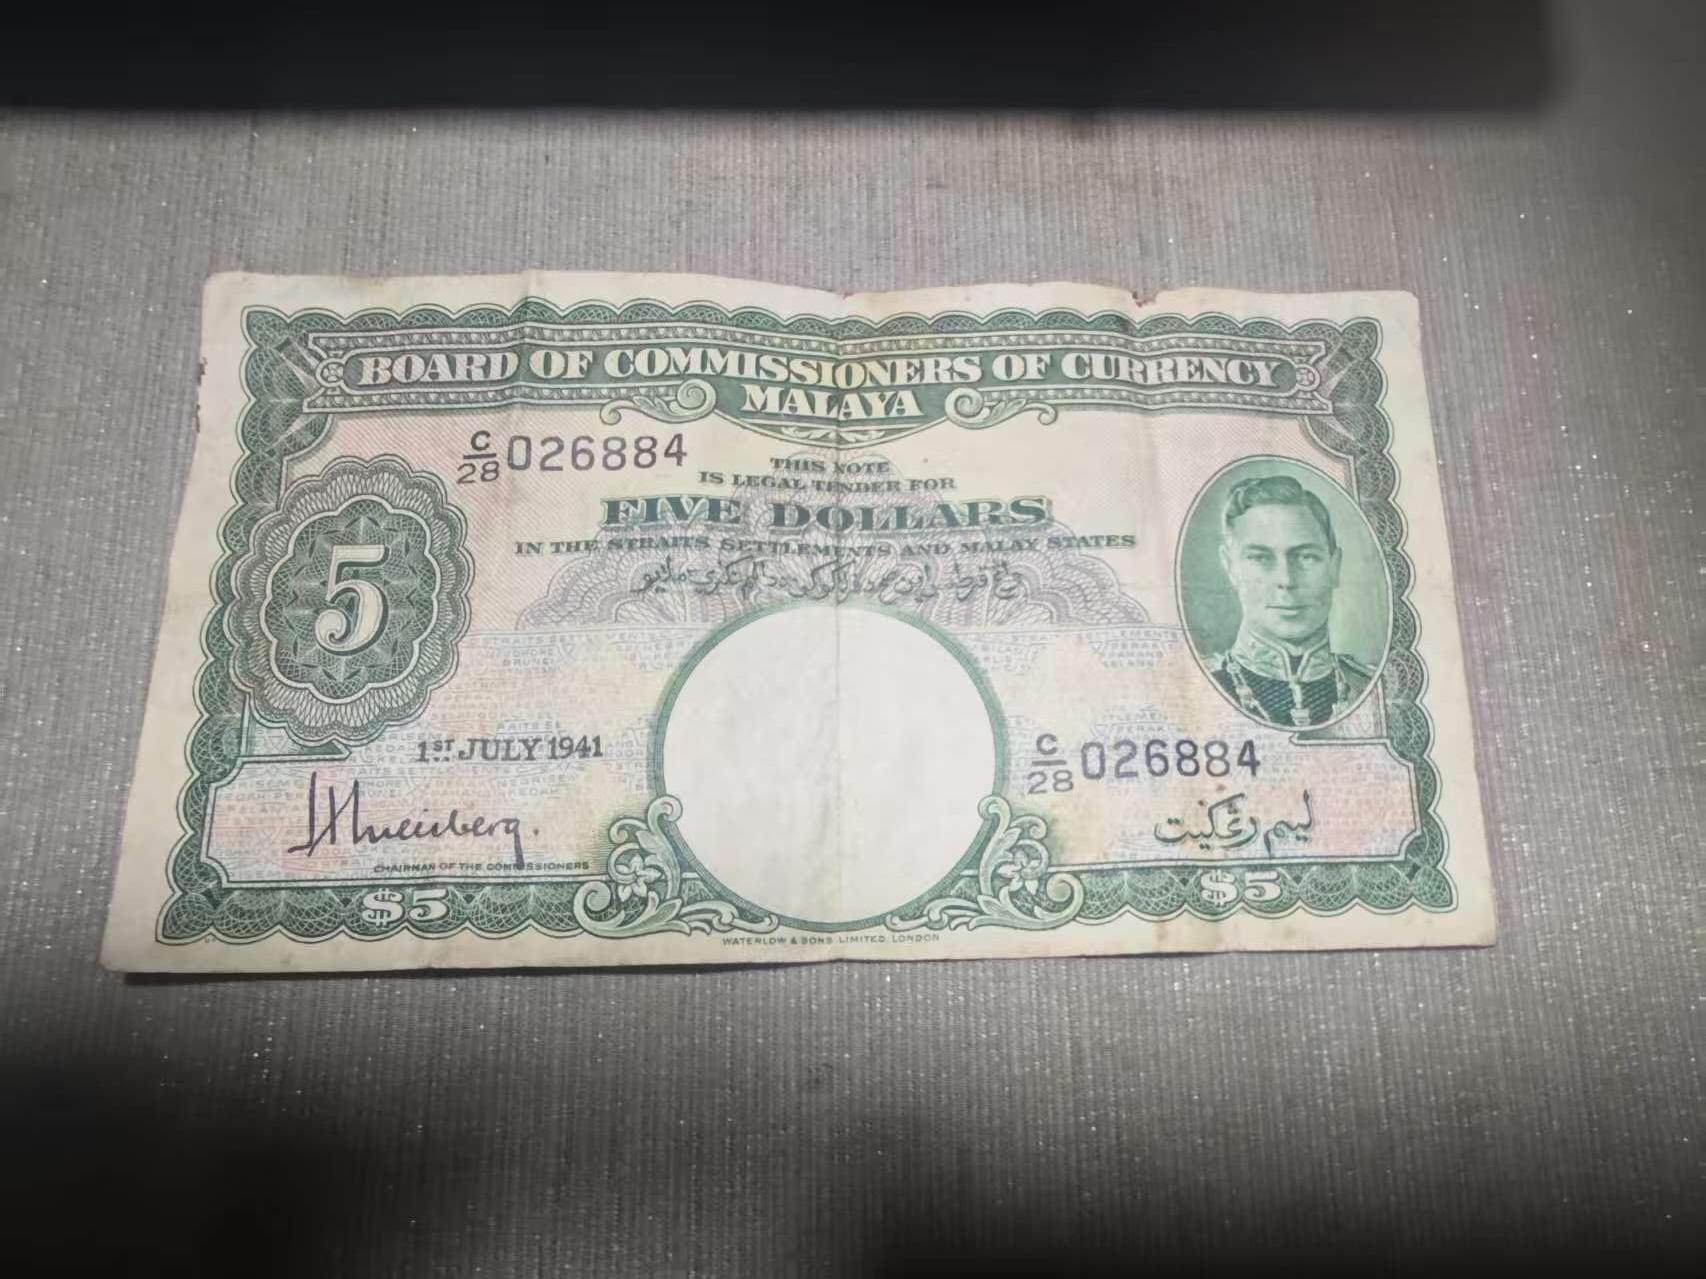 BOARD OF COMMISSIONERS OF CURRENCY
MALAYA
C/28 026884
THIS NOTE
IS LEGAL TENDER FOR
FIVE DOLLARS
IN THE STRAITS SETTLEMENTS AND MALAY STATES
5
1ST JULY 1941
C/28 026884
CHAIRMAN OF THE COMMISSIONERS
ليم رڠݢيت
$5
$5
WATERLOW & SONS LIMITED, LONDON